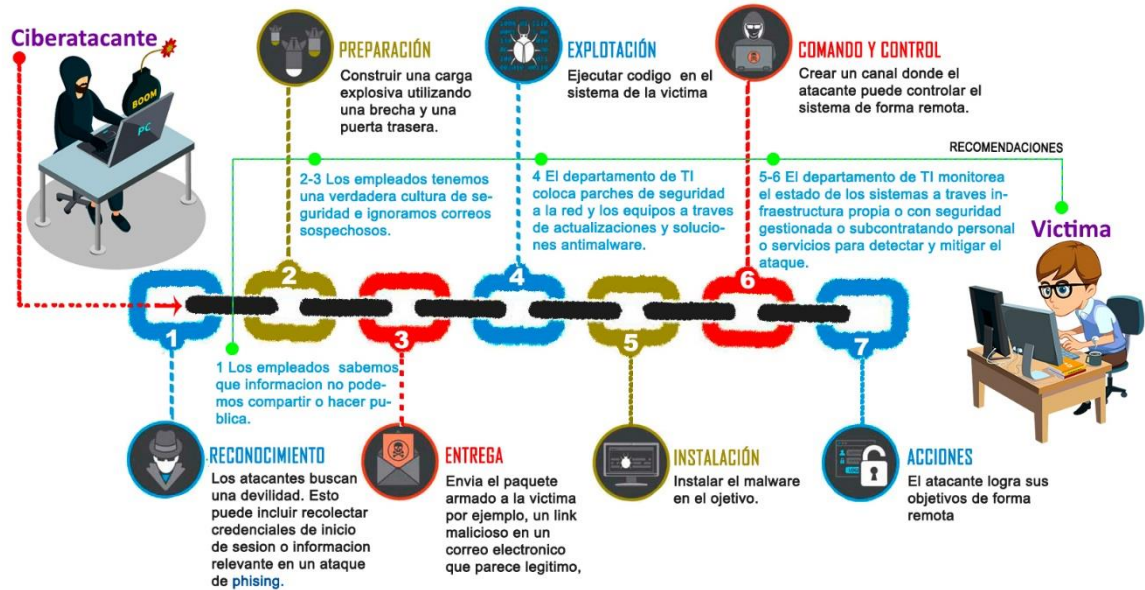 Ciberatacante
BOOM
PC
PREPARACIÓN
Construir una carga
explosiva utilizando
una brecha y una
puerta trasera.
EXPLOTACIÓN
Ejecutar codigo en el
sistema de la victima
COMANDO Y CONTROL
Crear un canal donde el
atacante puede controlar el
sistema de forma remota.
RECOMENDACIONES
2-3 Los empleados tenemos
una verdadera cultura de se-
guridad e ignoramos correos
sospechosos.
4 El departamento de TI
coloca parches de seguridad
a la red y los equipos a traves
de actualizaciones y solucio-
nes antimalware.
5-6 El departamento de TI monitorea
el estado de los sistemas a traves in-
fraestructura propia o con seguridad
gestionada o subcontratando personal
o servicios para detectar y mitigar el
ataque.
Victima
1
2
3
4
5
6
7
1 Los empleados sabemos
que informacion no pode-
mos compartir o hacer pu-
blica.
RECONOCIMIENTO
Los atacantes buscan
una devilidad. Esto
puede incluir recolectar
credenciales de inicio
de sesion o informacion
relevante en un ataque
de phising.
ENTREGA
Envia el paquete
armado a la victima
por ejemplo, un link
malicioso en un
correo electronico
que parece legitimo,
INSTALACIÓN
Instalar el malware
en el ojetivo.
ACCIONES
El atacante logra sus
objetivos de forma
remota